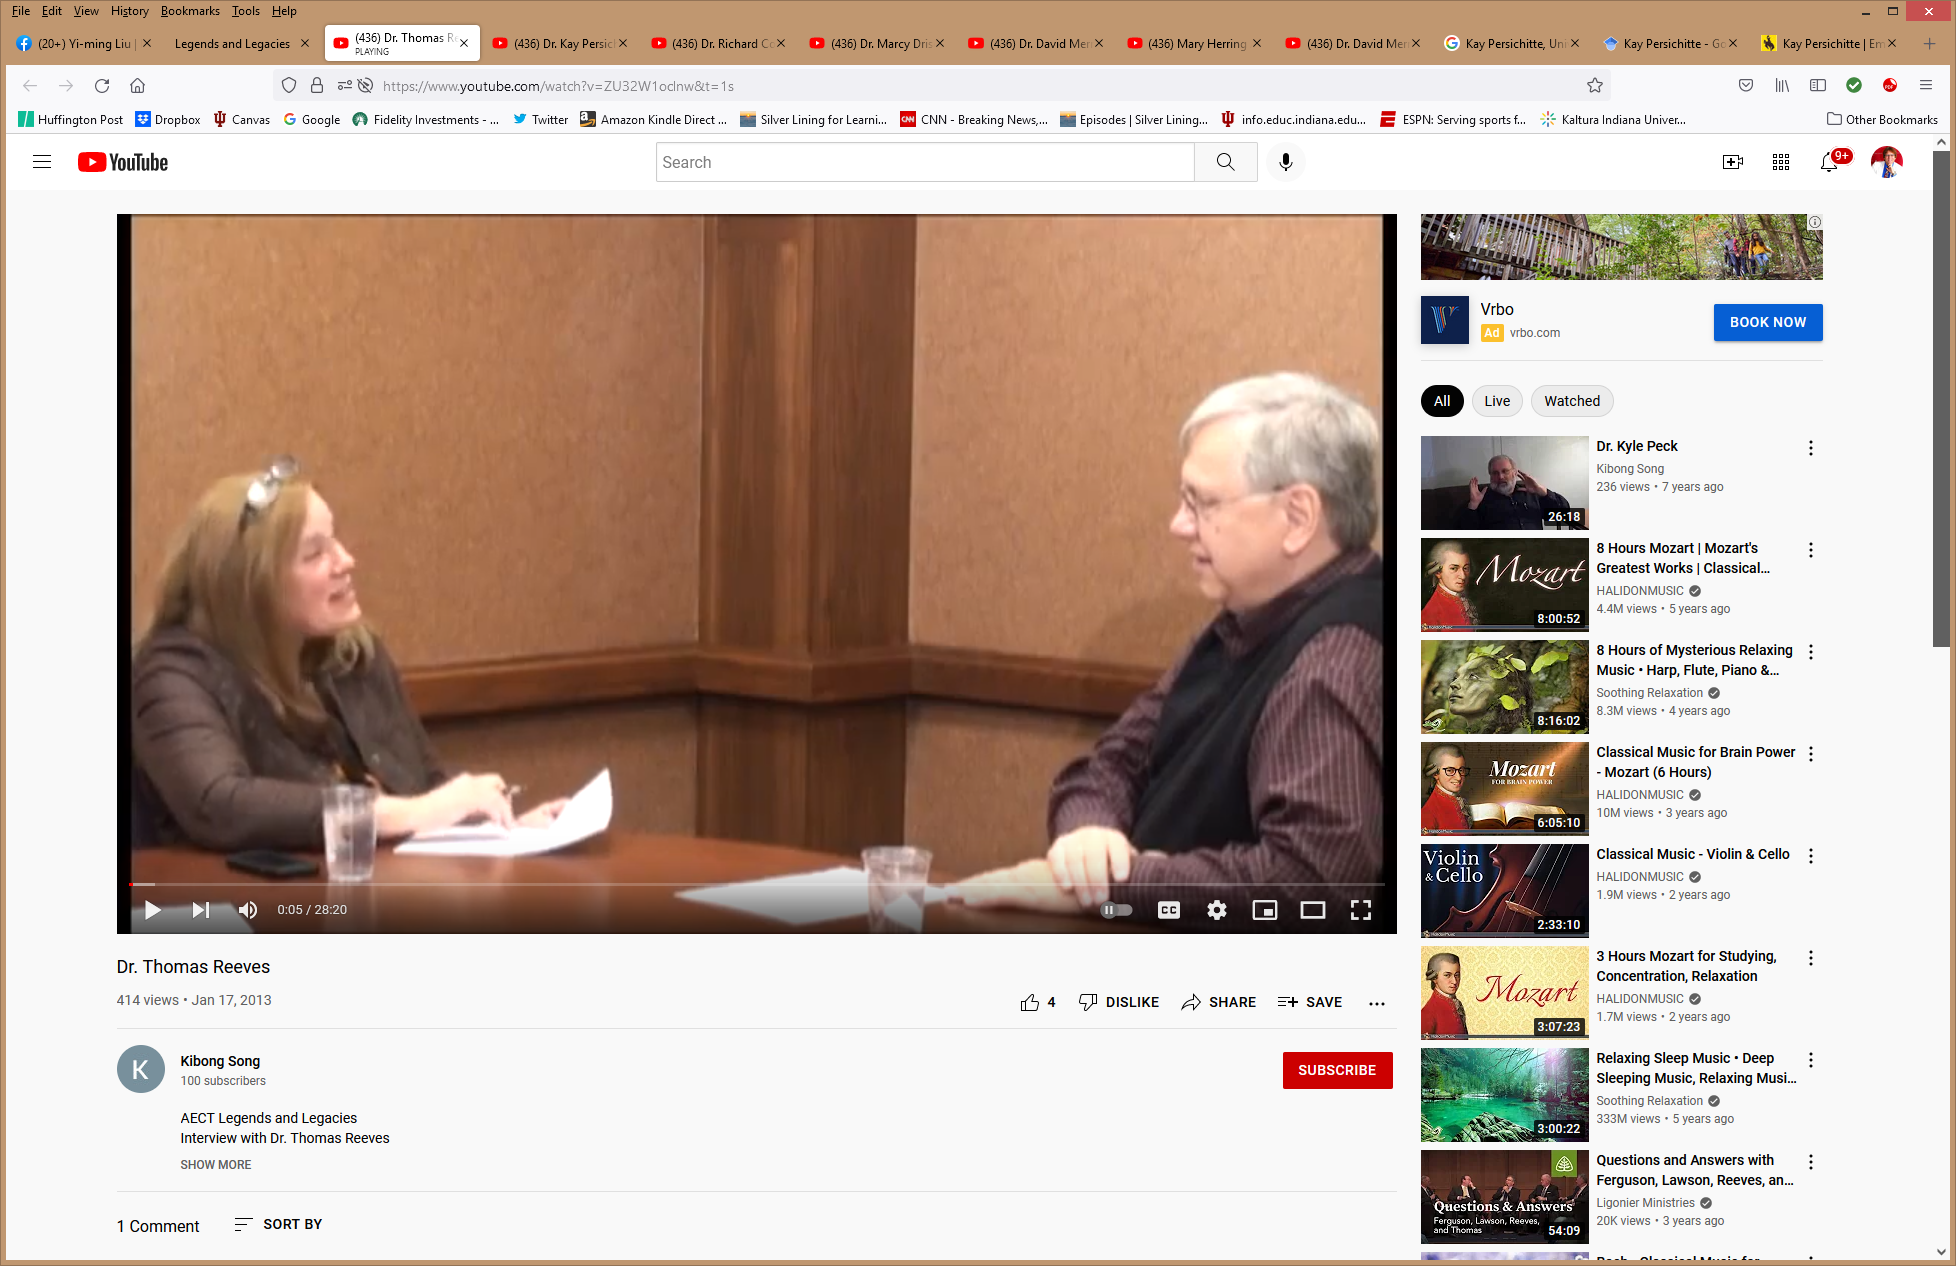 File Edit View History Bookmarks Tools Help
(20+) Yi-ming Liu |
Legends and Legacies
(436) Dr. Thomas Re
PLAYING
(436) Dr. Kay Persic
(436) Dr. Richard Co
(436) Dr. Marcy Dris
(436) Dr. David Merr
(436) Mary Herring
(436) Dr. David Merr
Kay Persichitte, Uni
Kay Persichitte - Go
Kay Persichitte | Em
https://www.youtube.com/watch?v=ZU32W1oclnw&t=1s
Huffington Post Dropbox Canvas Google Fidelity Investments - ... Twitter Amazon Kindle Direct ... Silver Lining for Learni... CNN - Breaking News,... Episodes | Silver Lining... info.educ.indiana.edu... ESPN: Serving sports f... Kaltura Indiana Univer... Other Bookmarks
YouTube
Search
9+
0:05 / 28:20
CC
Dr. Thomas Reeves
414 views • Jan 17, 2013
4 DISLIKE SHARE SAVE ...
K
Kibong Song
100 subscribers
SUBSCRIBE
AECT Legends and Legacies
Interview with Dr. Thomas Reeves
SHOW MORE
1 Comment SORT BY
Vrbo
Ad vrbo.com
BOOK NOW
All Live Watched
26:18
Dr. Kyle Peck
Kibong Song
236 views • 7 years ago
Mozart
8:00:52
8 Hours Mozart | Mozart's
Greatest Works | Classical...
HALIDONMUSIC
4.4M views • 5 years ago
8:16:02
8 Hours of Mysterious Relaxing
Music • Harp, Flute, Piano &...
Soothing Relaxation
8.3M views • 4 years ago
Mozart
FOR BRAIN POWER
6:05:10
Classical Music for Brain Power
- Mozart (6 Hours)
HALIDONMUSIC
10M views • 3 years ago
Violin
& Cello
2:33:10
Classical Music - Violin & Cello
HALIDONMUSIC
1.9M views • 2 years ago
Mozart
3:07:23
3 Hours Mozart for Studying,
Concentration, Relaxation
HALIDONMUSIC
1.7M views • 2 years ago
3:00:22
Relaxing Sleep Music • Deep
Sleeping Music, Relaxing Musi...
Soothing Relaxation
333M views • 5 years ago
Questions & Answers
Ferguson, Lawson, Reeves,
and Thomas
54:09
Questions and Answers with
Ferguson, Lawson, Reeves, an...
Ligonier Ministries
20K views • 3 years ago